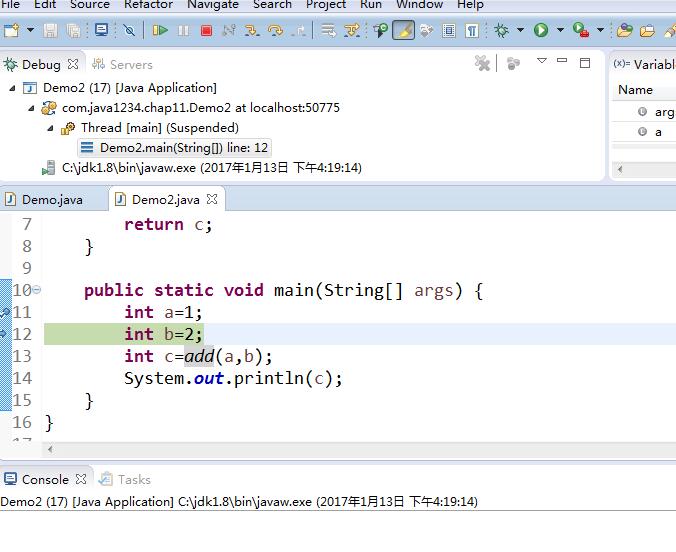 File Edit Source Refactor Navigate Search Project Run Window Help
Debug Servers
Demo2 (17) [Java Application]
com.java1234.chap11.Demo2 at localhost:50775
Thread [main] (Suspended)
Demo2.main(String[]) line: 12
C:\jdk1.8\bin\javaw.exe (2017年1月13日 下午4:19:14)
(x)= Variabl
Name
arg
a
Demo.java Demo2.java
7 return c;
8 }
9
10 public static void main(String[] args) {
11 int a=1;
12 int b=2;
13 int c=add(a,b);
14 System.out.println(c);
15 }
16 }
17
Console Tasks
Demo2 (17) [Java Application] C:\jdk1.8\bin\javaw.exe (2017年1月13日 下午4:19:14)